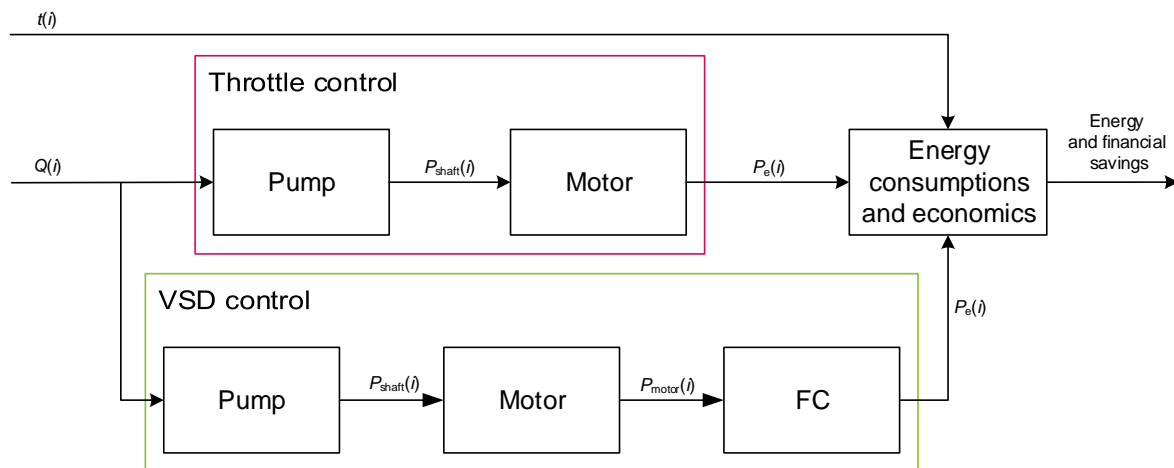 t(i)
Throttle control
Energy
and financial
savings
Q(i)
Pump
Pshaft(i)
Motor
Pe(i)
Energy
consumptions
and economics
VSD control
Pe(i)
Pump
Pshaft(i)
Motor
Pmotor(i)
FC